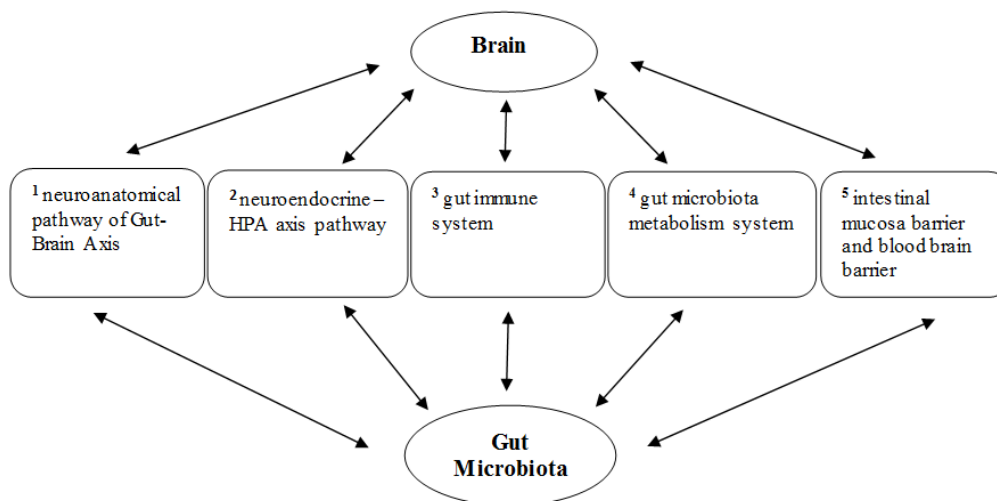 Brain
¹ neuroanatomical
pathway of Gut-
Brain Axis
² neuroendocrine –
HPA axis pathway
³ gut immune
system
⁴ gut microbiota
metabolism system
⁵ intestinal
mucosa barrier
and blood brain
barrier
Gut
Microbiota